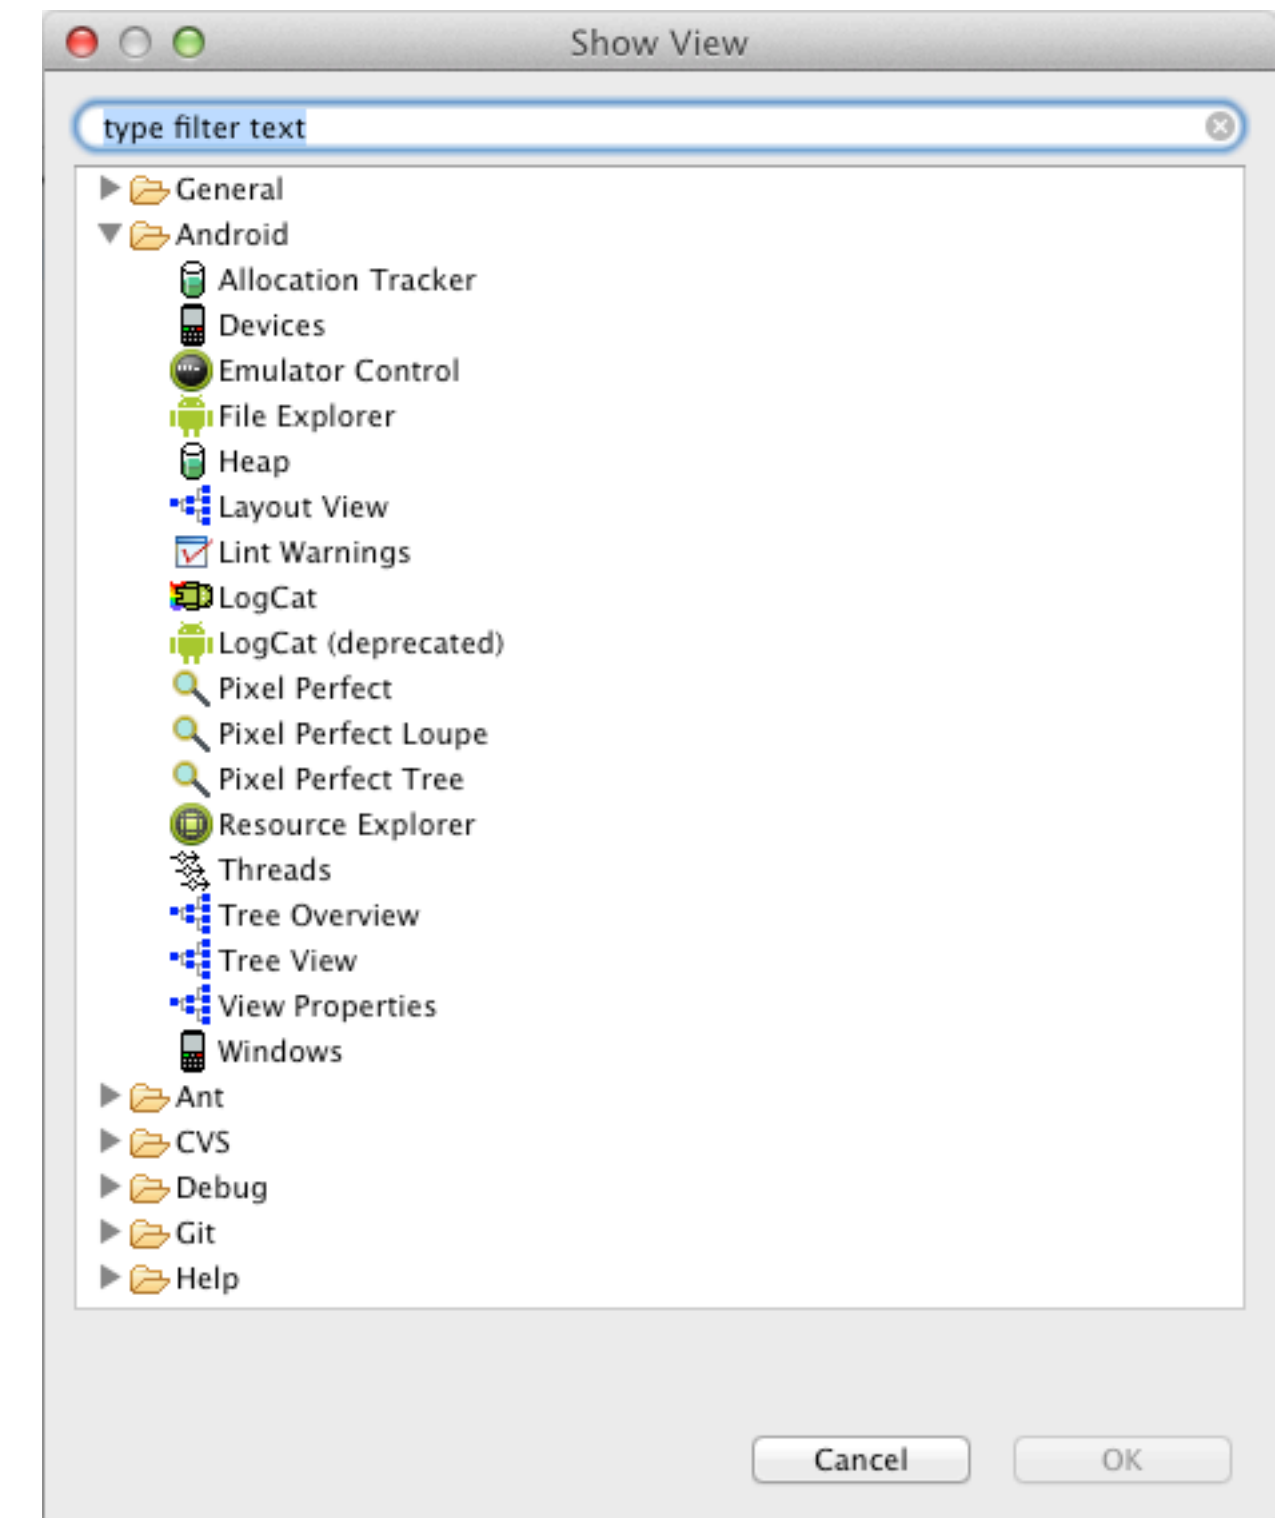 Show View
type filter text
General
Android
Allocation Tracker
Devices
Emulator Control
File Explorer
Heap
Layout View
Lint Warnings
LogCat
LogCat (deprecated)
Pixel Perfect
Pixel Perfect Loupe
Pixel Perfect Tree
Resource Explorer
Threads
Tree Overview
Tree View
View Properties
Windows
Ant
CVS
Debug
Git
Help
Cancel OK